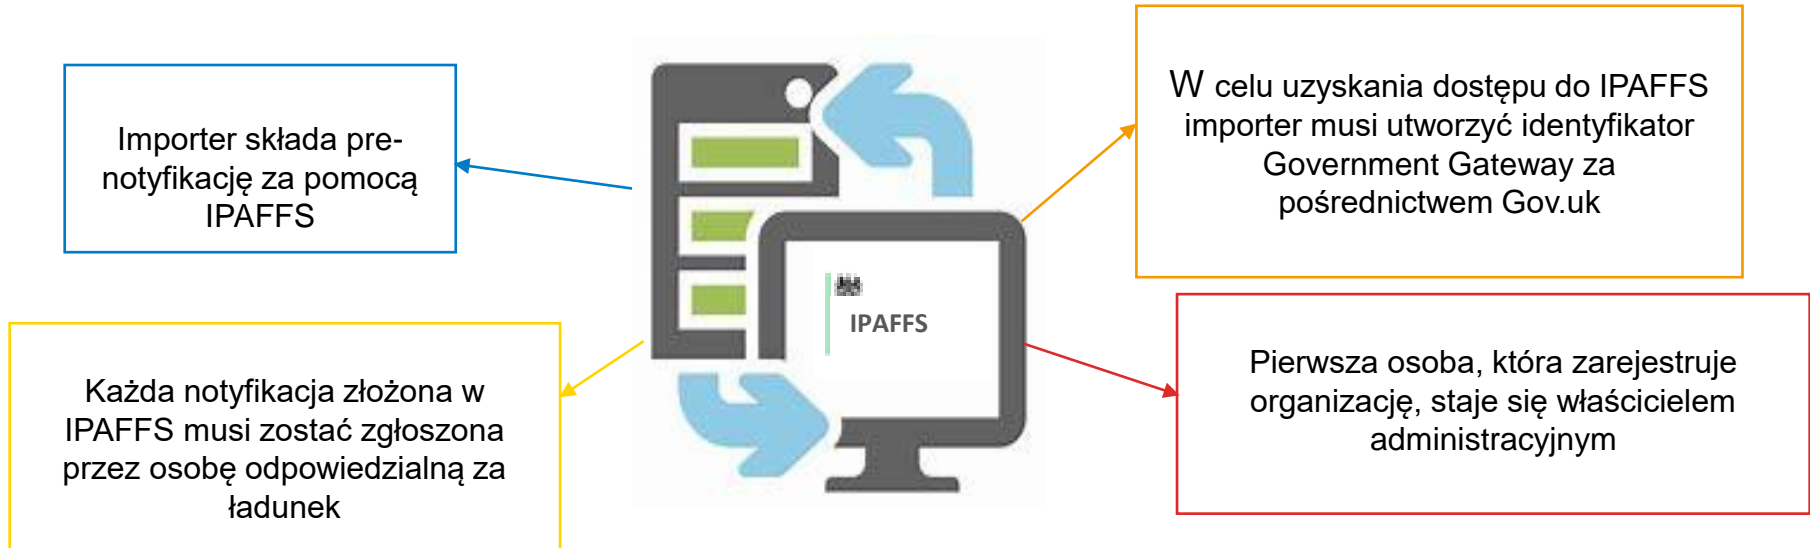 Importer składa pre-
notyfikację za pomocą
IPAFFS
W celu uzyskania dostępu do IPAFFS
importer musi utworzyć identyfikator
Government Gateway za
pośrednictwem Gov.uk
IPAFFS
Każda notyfikacja złożona w
IPAFFS musi zostać zgłoszona
przez osobę odpowiedzialną za
ładunek
Pierwsza osoba, która zarejestruje
organizację, staje się właścicielem
administracyjnym